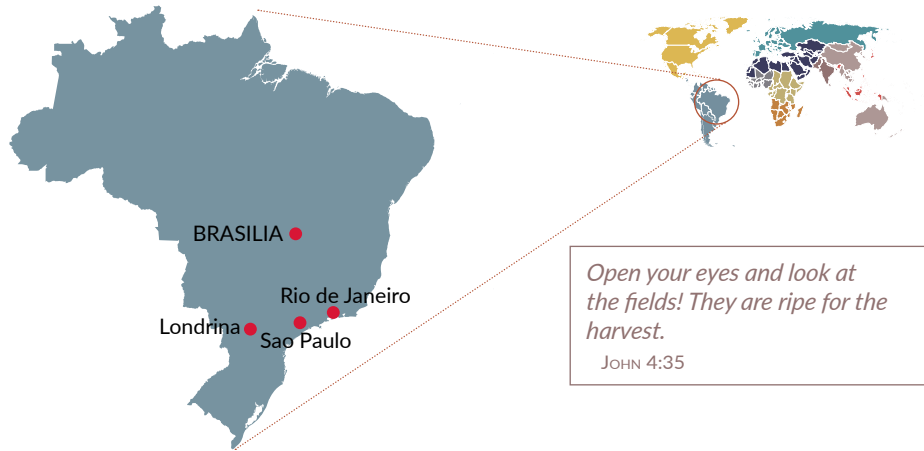 BRASILIA
Rio de Janeiro
Londrina
Sao Paulo
Open your eyes and look at
the fields! They are ripe for the
harvest.
John 4:35